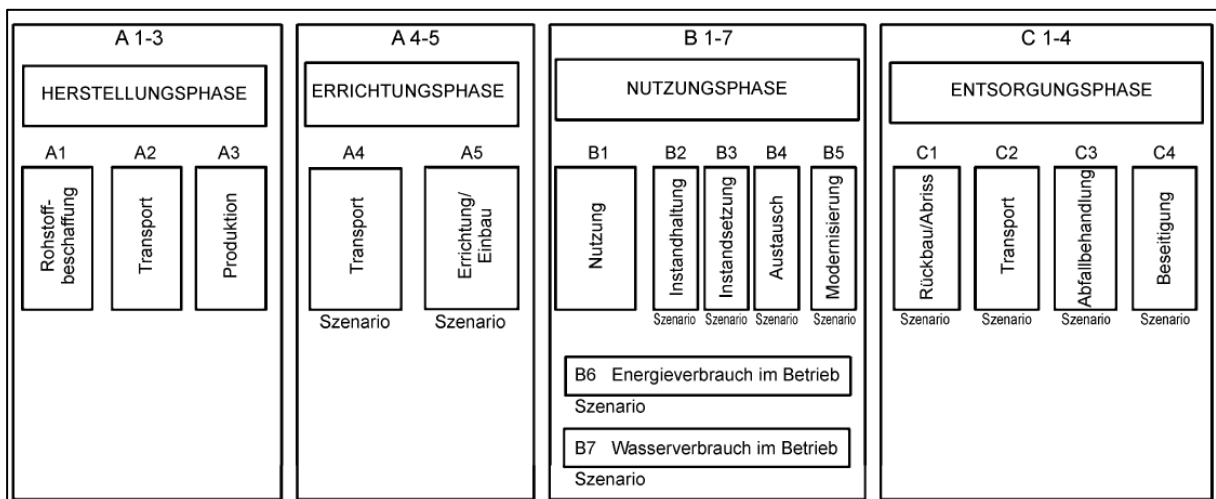 A 1-3
HERSTELLUNGSPHASE
A1
A2
A3
Rohstoff-
beschaffung
Transport
Produktion
A 4-5
ERRICHTUNGSPHASE
A4
A5
Transport
Errichtung/
Einbau
Szenario
Szenario
B 1-7
NUTZUNGSPHASE
B1
B2
B3
B4
B5
Nutzung
Instandhaltung
Instandsetzung
Austausch
Modernisierung
Szenario
Szenario
Szenario
Szenario
B6 Energieverbrauch im Betrieb
Szenario
B7 Wasserverbrauch im Betrieb
Szenario
C 1-4
ENTSORGUNGSPHASE
C1
C2
C3
C4
Rückbau/Abriss
Transport
Abfallbehandlung
Beseitigung
Szenario
Szenario
Szenario
Szenario